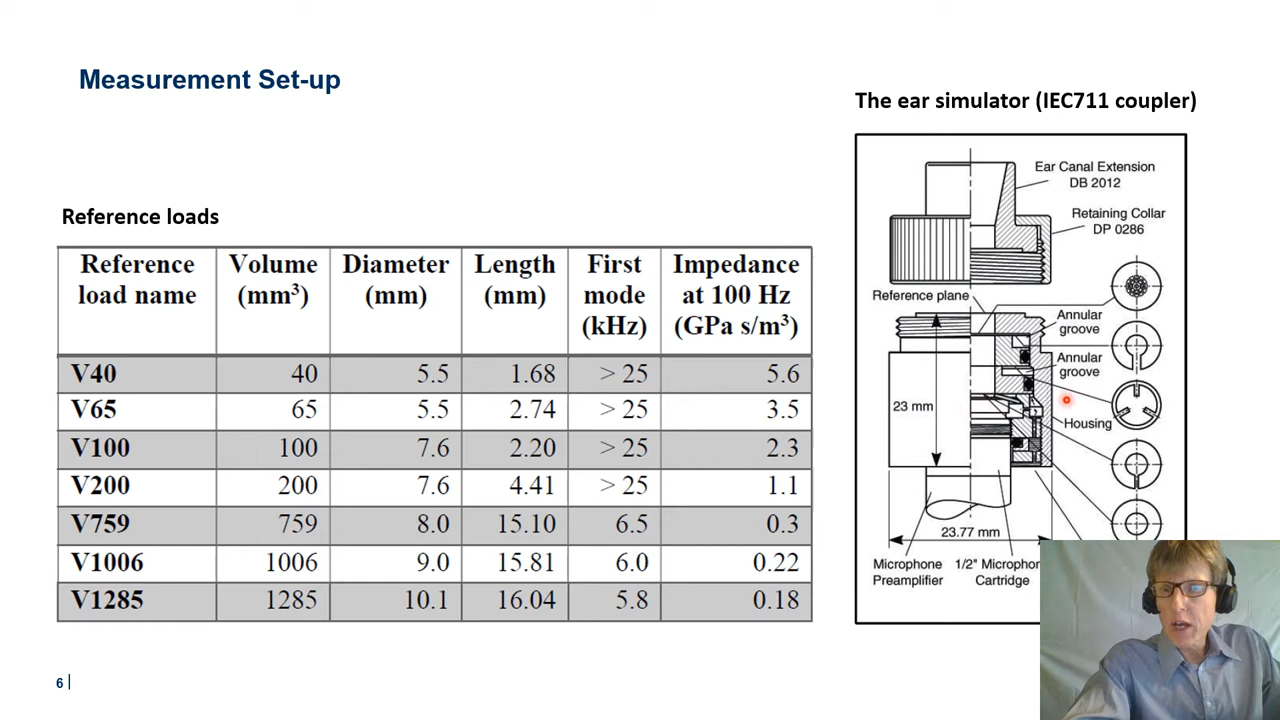 Measurement Set-up
The ear simulator (IEC711 coupler)
Reference loads
Reference load name Volume (mm³) Diameter (mm) Length (mm) First mode (kHz) Impedance at 100 Hz (GPa s/m³)
V40 40 5.5 1.68 > 25 5.6
V65 65 5.5 2.74 > 25 3.5
V100 100 7.6 2.20 > 25 2.3
V200 200 7.6 4.41 > 25 1.1
V759 759 8.0 15.10 6.5 0.3
V1006 1006 9.0 15.81 6.0 0.22
V1285 1285 10.1 16.04 5.8 0.18
Ear Canal Extension
DB 2012
Retaining Collar
DP 0286
Reference plane
Annular
groove
Annular
groove
23 mm
Housing
23.77 mm
Microphone
Preamplifier
1/2" Microphon
Cartridge
6 |